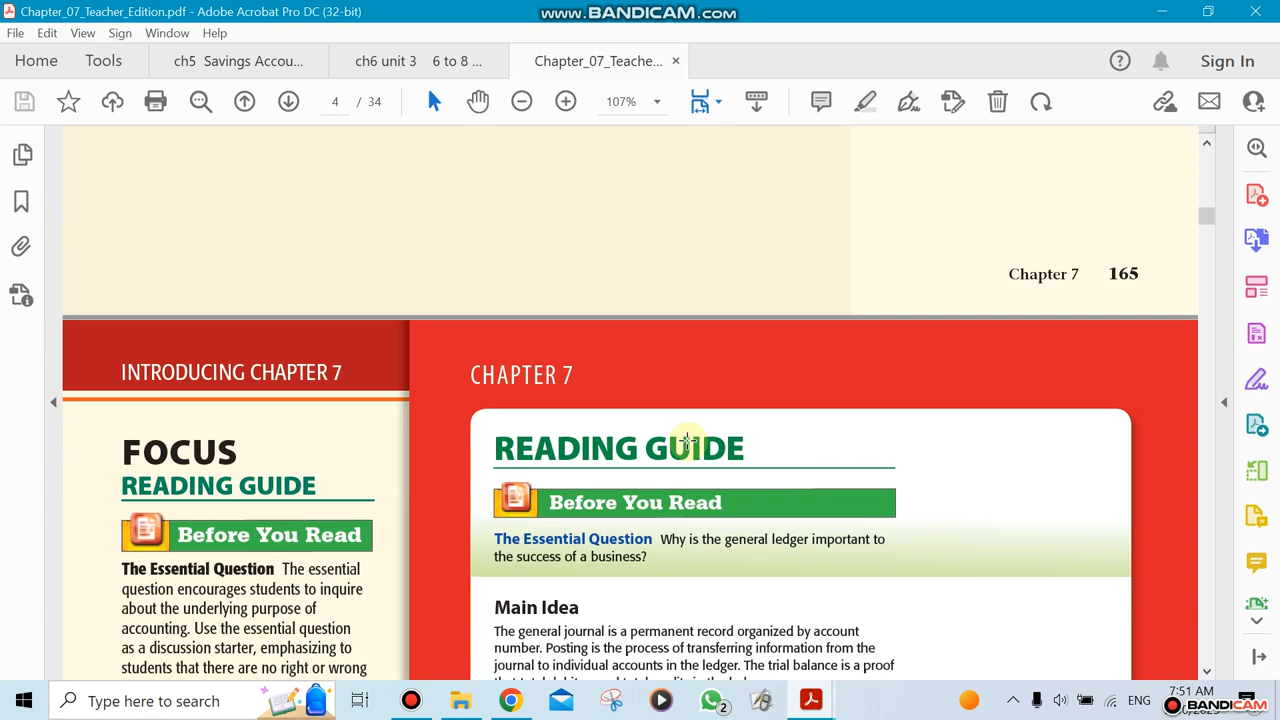 Chapter_07_Teacher_Edition.pdf - Adobe Acrobat Pro DC (32-bit)
www.BANDICAM.com
File Edit View Sign Window Help
Home Tools ch5 Savings Accou... ch6 unit 3 6 to 8 ... Chapter_07_Teache... × Sign In
4 / 34 107%
Chapter 7 165
INTRODUCING CHAPTER 7
FOCUS
READING GUIDE
Before You Read
The Essential Question The essential
question encourages students to inquire
about the underlying purpose of
accounting. Use the essential question
as a discussion starter, emphasizing to
students that there are no right or wrong
CHAPTER 7
READING GUIDE
Before You Read
The Essential Question Why is the general ledger important to
the success of a business?
Main Idea
The general journal is a permanent record organized by account
number. Posting is the process of transferring information from the
journal to individual accounts in the ledger. The trial balance is a proof
Type here to search
2
ENG
7:51 AM
BANDICAM